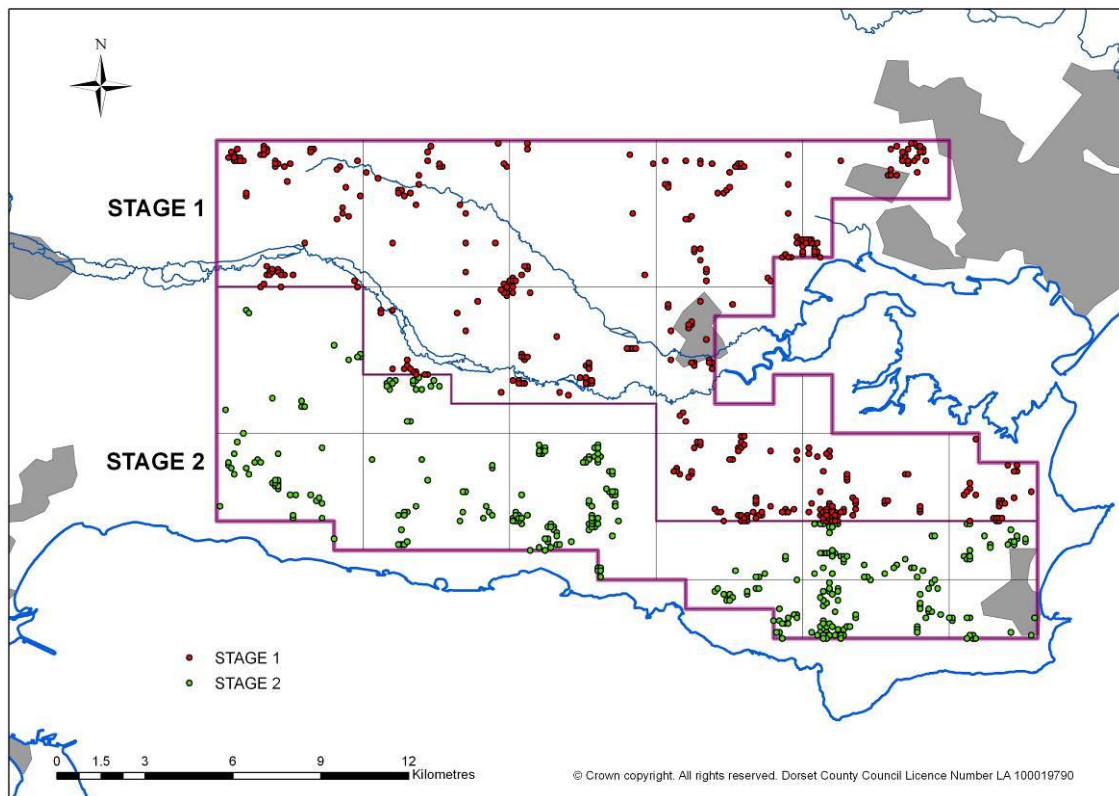 N
STAGE 1
STAGE 2
STAGE 1
STAGE 2
0 1.5 3 6 9 12
Kilometres
© Crown copyright. All rights reserved. Dorset County Council Licence Number LA 100019790